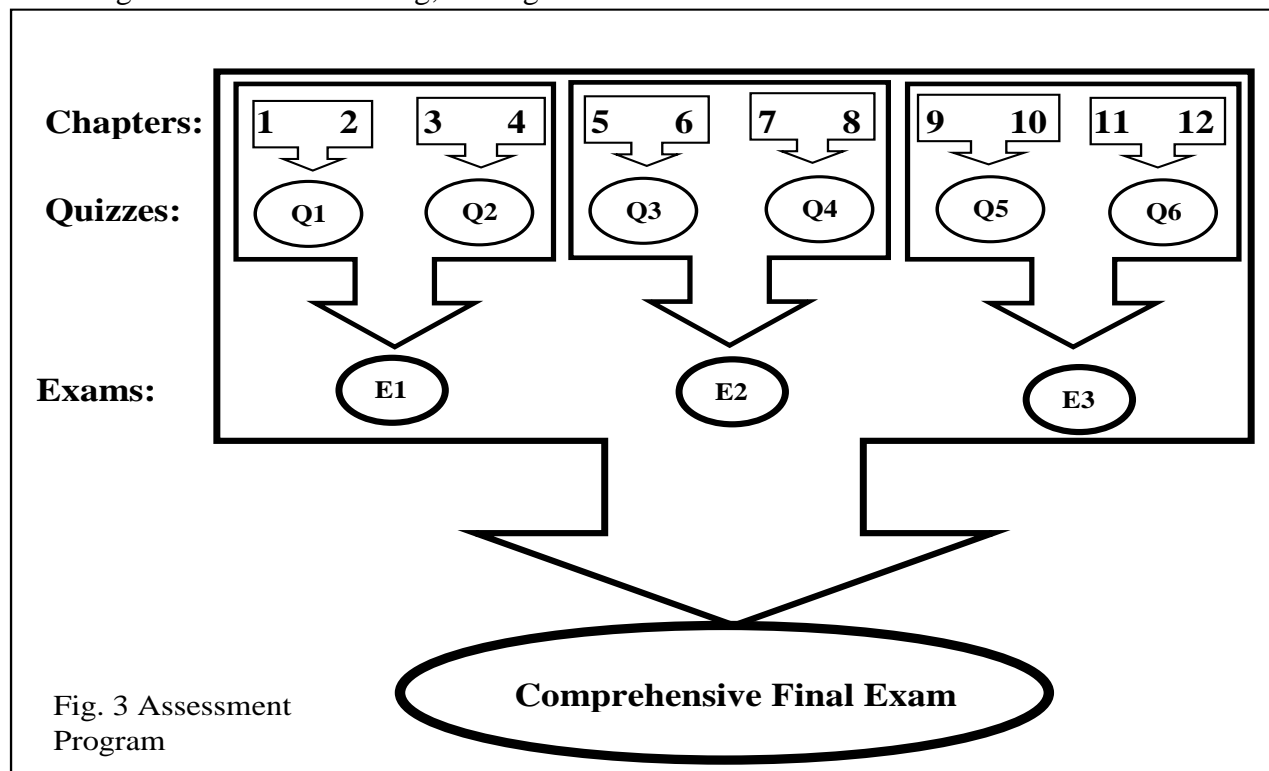 Chapters: 1 2 3 4 5 6 7 8 9 10 11 12
Quizzes: Q1 Q2 Q3 Q4 Q5 Q6
Exams: E1 E2 E3
Comprehensive Final Exam
Fig. 3 Assessment
Program